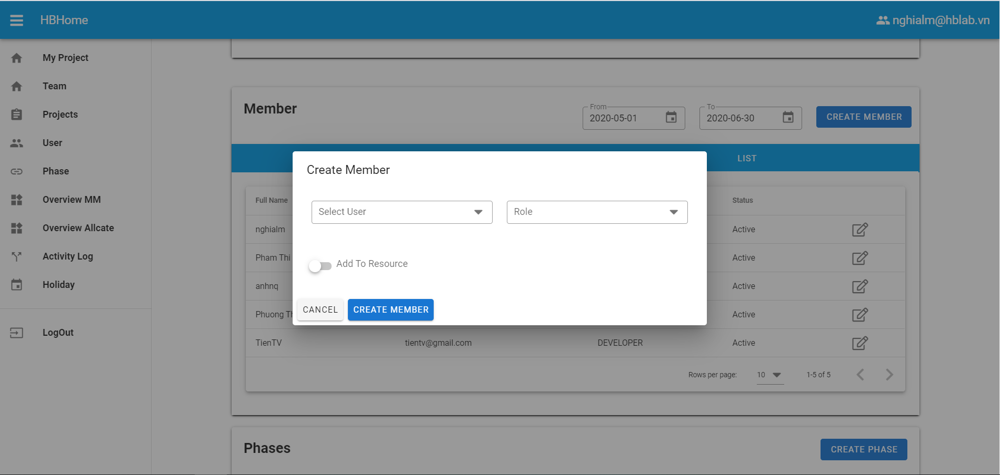 HBHome
nghialm@hblab.vn
My Project
Team
Projects
User
Phase
Overview MM
Overview Allcate
Activity Log
Holiday
LogOut
Member
From
2020-05-01
To
2020-06-30
CREATE MEMBER
LIST
Create Member
Select User
Role
Add To Resource
CANCEL
CREATE MEMBER
Full Name Status
nghialm Active
Pham Thi Active
anhnq Active
Phuong Active
TienTV tientv@gmail.com DEVELOPER Active
Rows per page: 10 1-5 of 5
Phases
CREATE PHASE